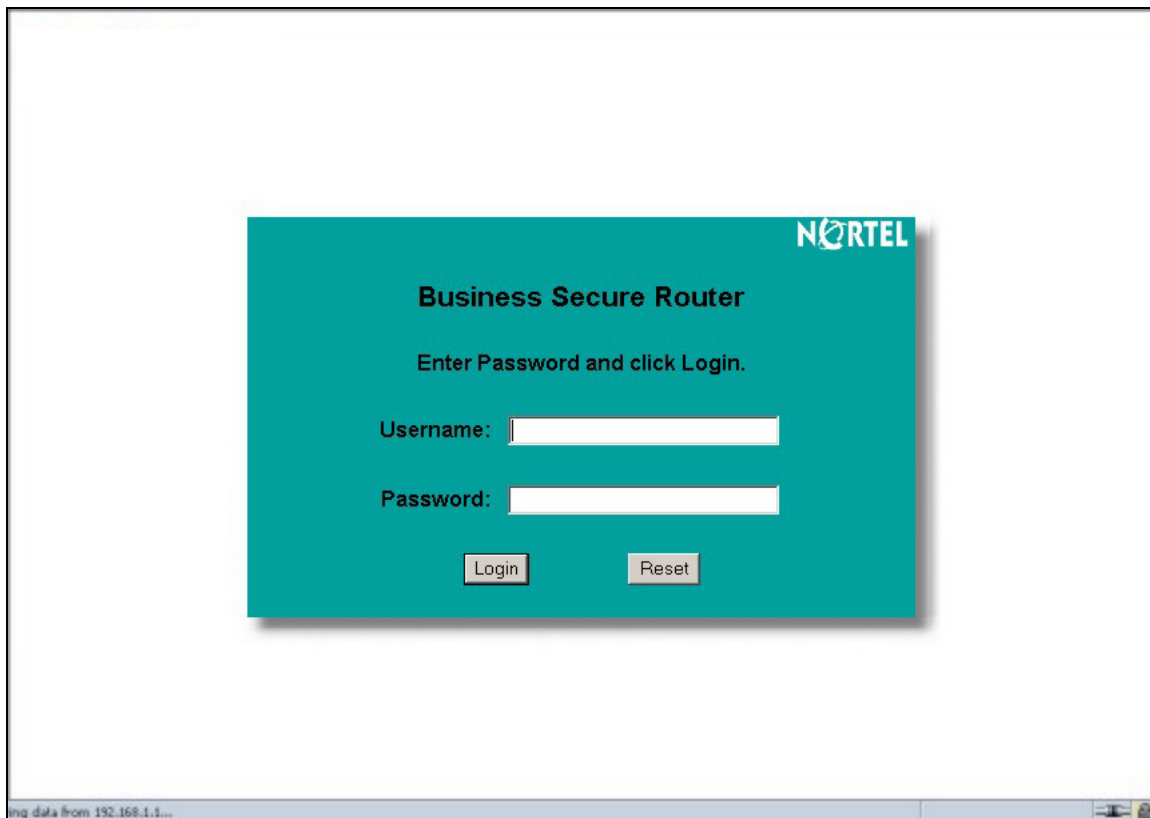 NORTEL
Business Secure Router
Enter Password and click Login.
Username:
Password:
Login Reset
ing data from 192.168.1.1...